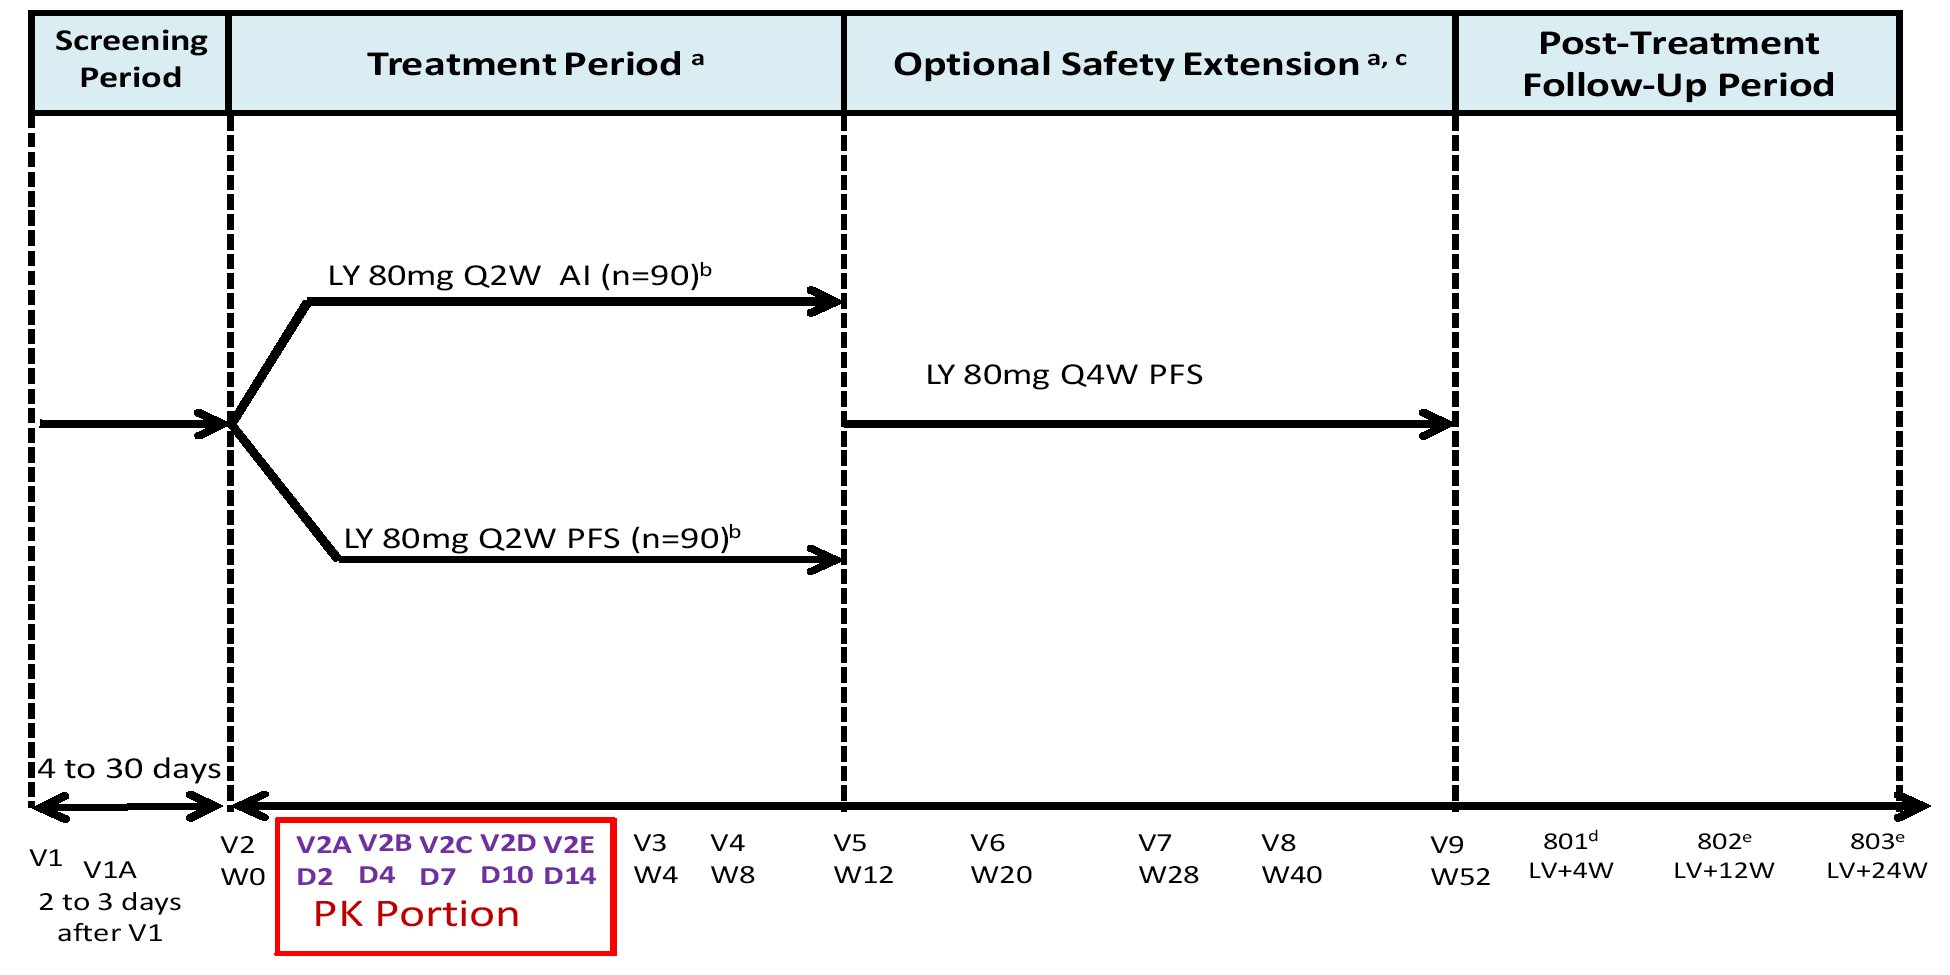 Screening
Period
Treatment Period a
Optional Safety Extension a, c
Post-Treatment
Follow-Up Period
LY 80mg Q2W AI (n=90)b
LY 80mg Q4W PFS
LY 80mg Q2W PFS (n=90)b
4 to 30 days
V1
V1A
2 to 3 days
after V1
V2
W0
V2A V2B V2C V2D V2E
D2 D4 D7 D10 D14
PK Portion
V3
W4
V4
W8
V5
W12
V6
W20
V7
W28
V8
W40
V9
W52
801d
LV+4W
802e
LV+12W
803e
LV+24W